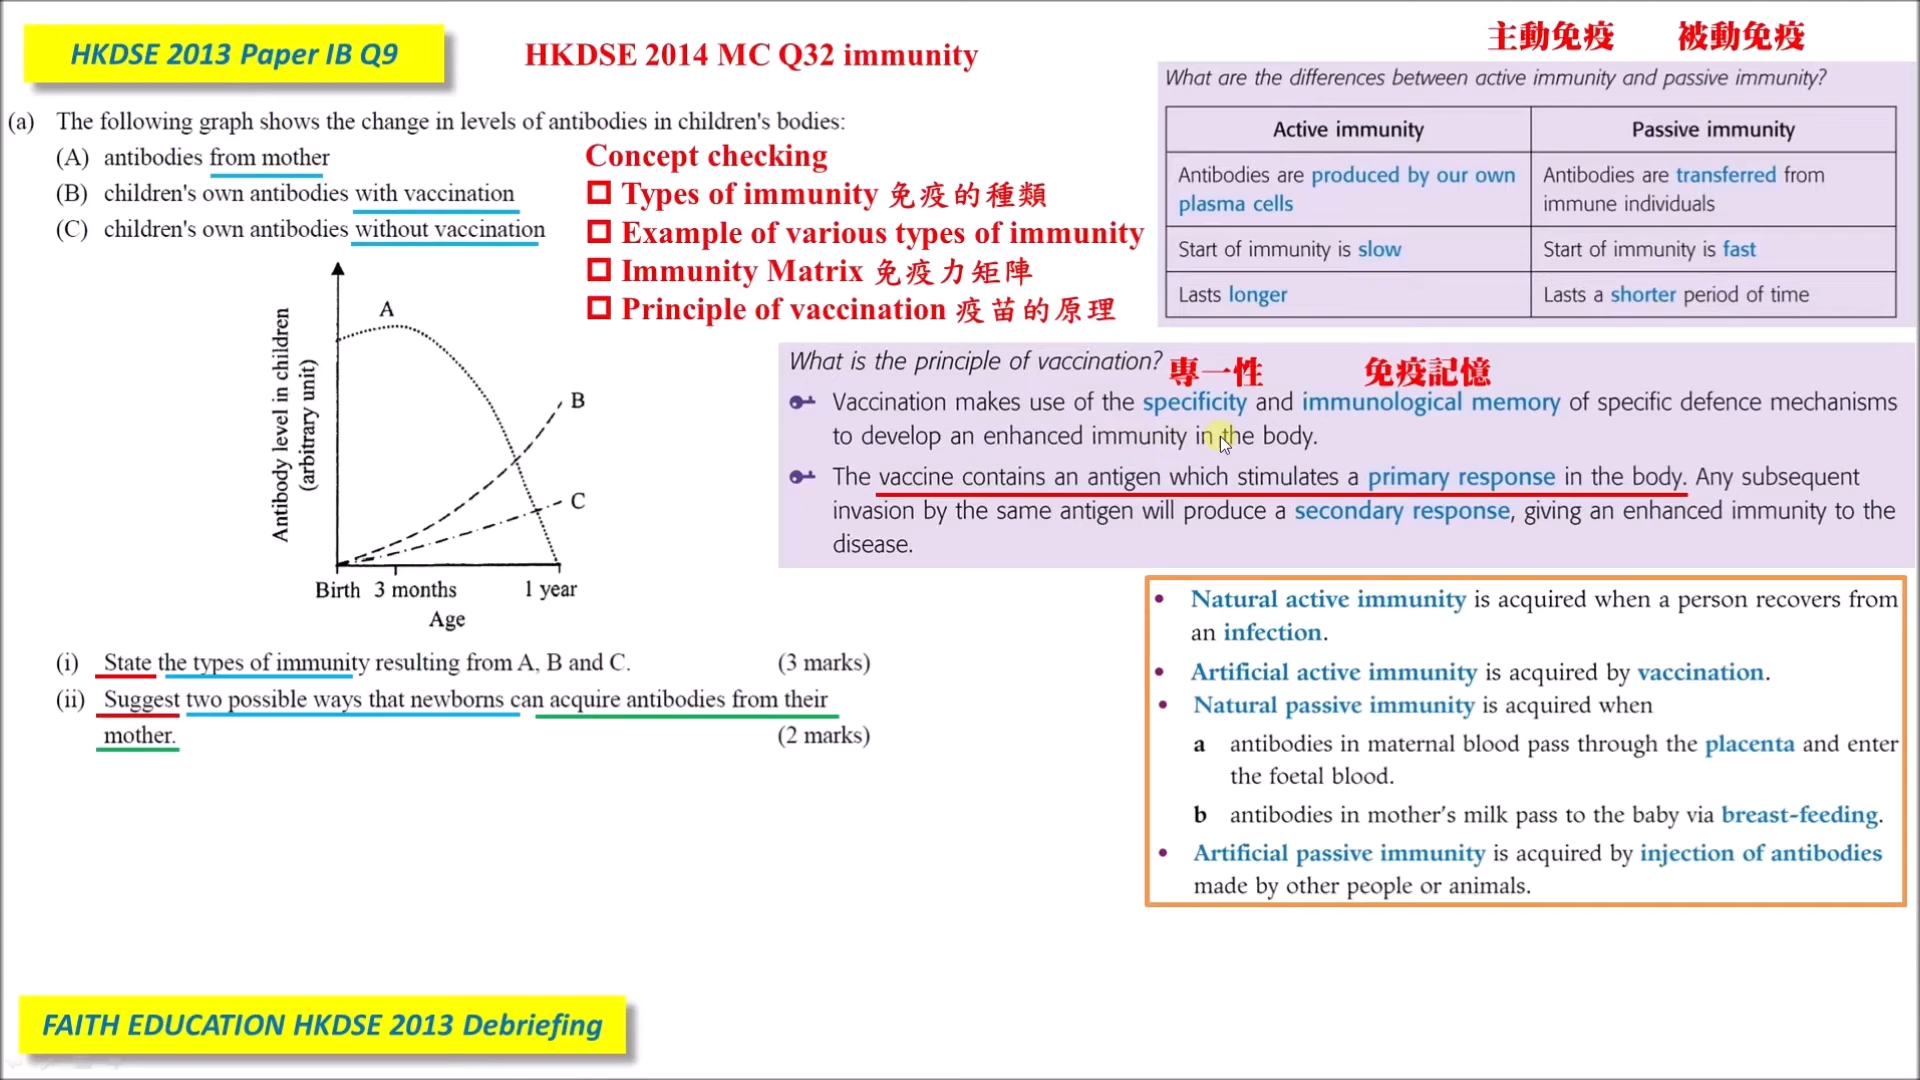 HKDSE 2013 Paper IB Q9
HKDSE 2014 MC Q32 immunity
(a) The following graph shows the change in levels of antibodies in children's bodies:
(A) antibodies from mother
(B) children's own antibodies with vaccination
(C) children's own antibodies without vaccination
Concept checking
Types of immunity 免疫的種類
Example of various types of immunity
Immunity Matrix 免疫力矩陣
Principle of vaccination 疫苗的原理
Antibody level in children
(arbitrary unit)
A
B
C
Birth 3 months 1 year
Age
(i) State the types of immunity resulting from A, B and C. (3 marks)
(ii) Suggest two possible ways that newborns can acquire antibodies from their
mother. (2 marks)
主動免疫 被動免疫
What are the differences between active immunity and passive immunity?
Active immunity Passive immunity
Antibodies are produced by our own
plasma cells
Antibodies are transferred from
immune individuals
Start of immunity is slow Start of immunity is fast
Lasts longer Lasts a shorter period of time
What is the principle of vaccination? 專一性 免疫記憶
Vaccination makes use of the specificity and immunological memory of specific defence mechanisms
to develop an enhanced immunity in the body.
The vaccine contains an antigen which stimulates a primary response in the body. Any subsequent
invasion by the same antigen will produce a secondary response, giving an enhanced immunity to the
disease.
• Natural active immunity is acquired when a person recovers from
an infection.
• Artificial active immunity is acquired by vaccination.
• Natural passive immunity is acquired when
a antibodies in maternal blood pass through the placenta and enter
the foetal blood.
b antibodies in mother's milk pass to the baby via breast-feeding.
• Artificial passive immunity is acquired by injection of antibodies
made by other people or animals.
FAITH EDUCATION HKDSE 2013 Debriefing